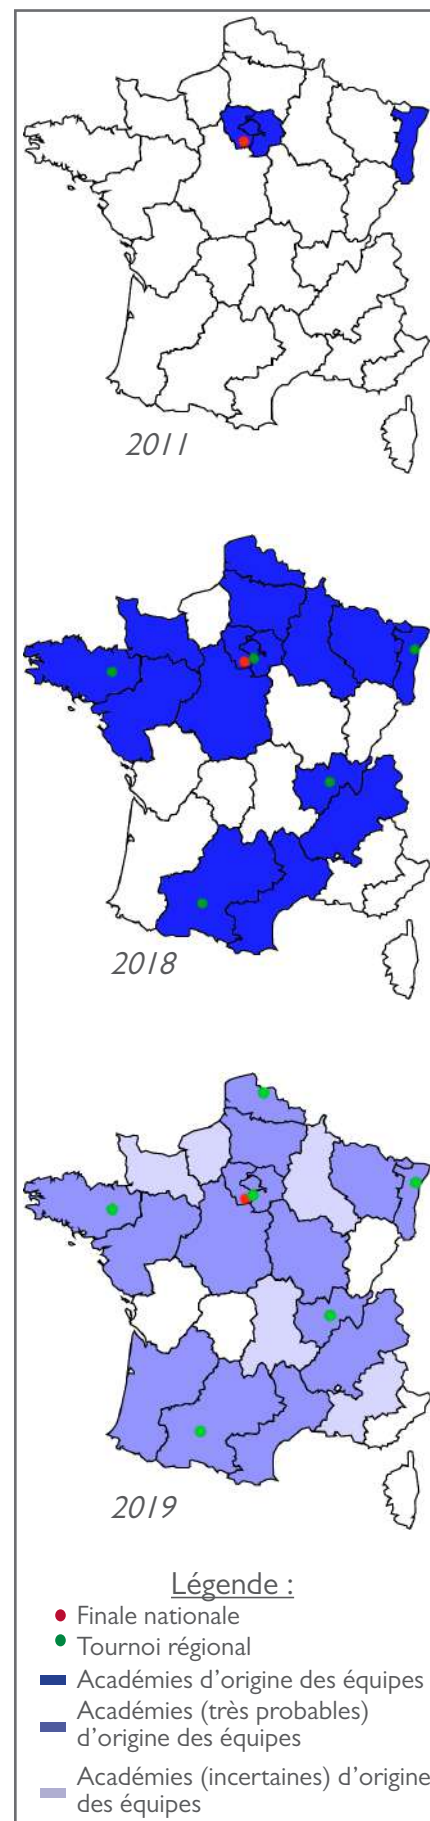 2011
2018
2019
Légende :
Finale nationale
Tournoi régional
Académies d'origine des équipes
Académies (très probables)
d'origine des équipes
Académies (incertaines) d'origine
des équipes